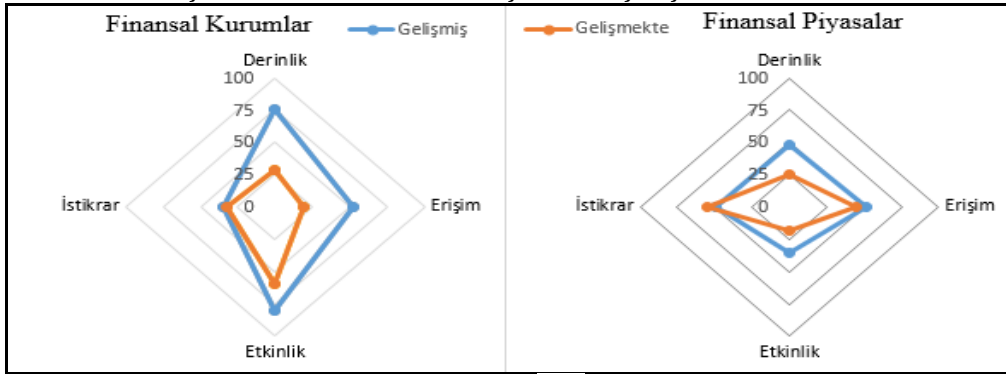 Finansal Kurumlar
Gelişmiş
Derinlik
100
75
50
25
0
İstikrar
Erişim
Etkinlik
Gelişmekte
Finansal Piyasalar
Derinlik
100
75
50
25
0
İstikrar
Erişim
Etkinlik